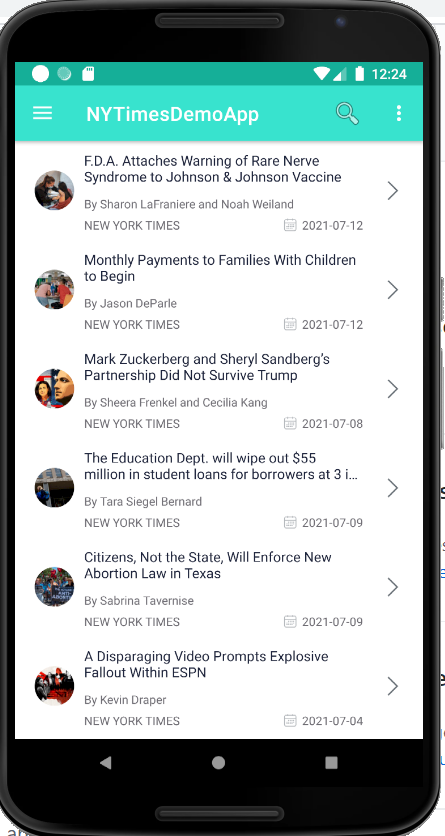 12:24
NYTimesDemoApp
F.D.A. Attaches Warning of Rare Nerve
Syndrome to Johnson & Johnson Vaccine
By Sharon LaFraniere and Noah Weiland
NEW YORK TIMES 2021-07-12
Monthly Payments to Families With Children
to Begin
By Jason DeParle
NEW YORK TIMES 2021-07-12
Mark Zuckerberg and Sheryl Sandberg’s
Partnership Did Not Survive Trump
By Sheera Frenkel and Cecilia Kang
NEW YORK TIMES 2021-07-08
The Education Dept. will wipe out $55
million in student loans for borrowers at 3 i...
By Tara Siegel Bernard
NEW YORK TIMES 2021-07-09
Citizens, Not the State, Will Enforce New
Abortion Law in Texas
By Sabrina Tavernise
NEW YORK TIMES 2021-07-09
A Disparaging Video Prompts Explosive
Fallout Within ESPN
By Kevin Draper
NEW YORK TIMES 2021-07-04